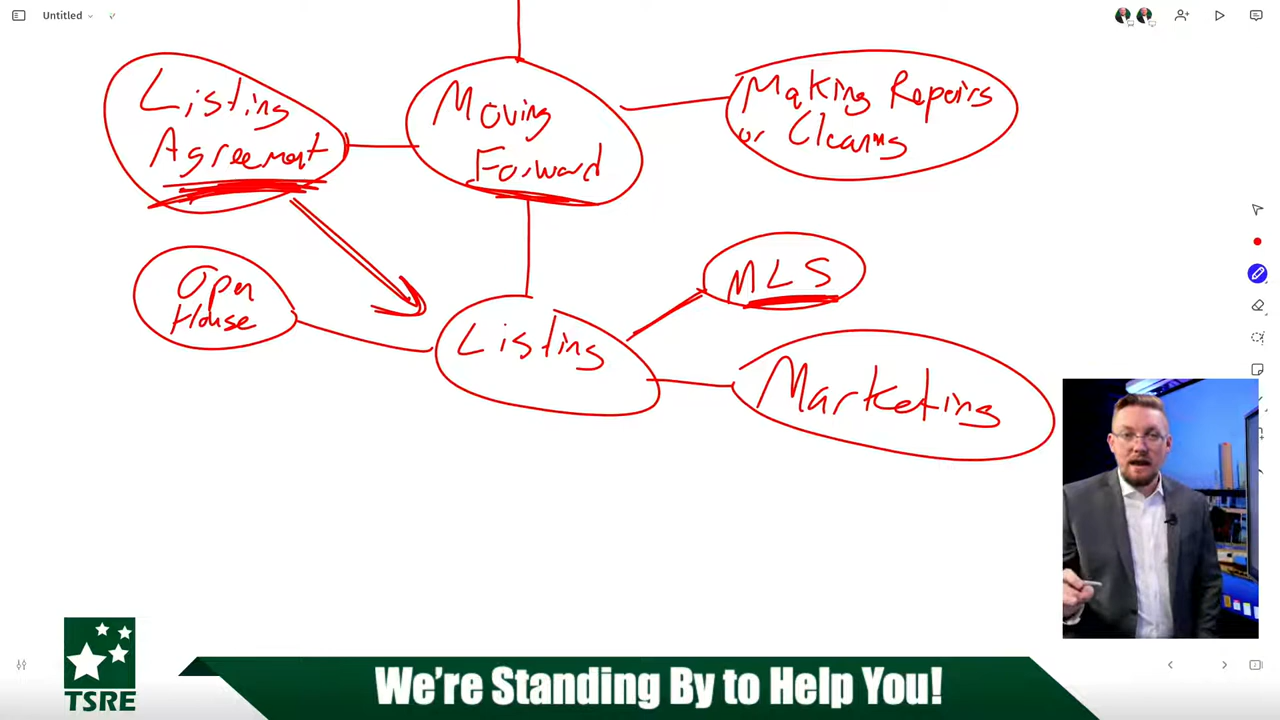 Untitled
Listing
Agreement
Moving
Forward
Making Repairs
or Cleaning
Open
House
MLS
Listing
Marketing
TSRE
We're Standing By to Help You!